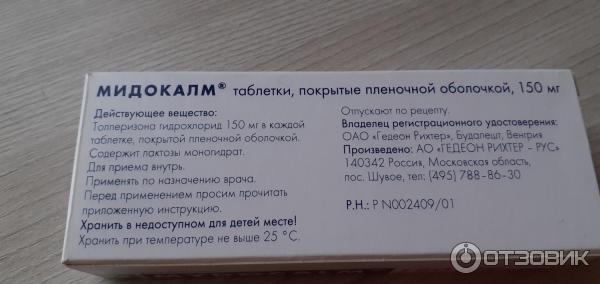 МИДОКАЛМ® таблетки, покрытые пленочной оболочкой, 150 мг
Действующее вещество:
Толперизона гидрохлорид 150 мг в каждой
таблетке, покрытой пленочной оболочкой.
Содержит лактозы моногидрат.
Для приема внутрь.
Применять по назначению врача.
Перед применением просим прочитать
приложенную инструкцию.
Хранить в недоступном для детей месте!
Хранить при температуре не выше 25 °С.
Отпускают по рецепту.
Владелец регистрационного удостоверения:
ОАО «Гедеон Рихтер», Будапешт, Венгрия
Произведено: АО «ГЕДЕОН РИХТЕР – РУС»
140342 Россия, Московская область,
пос. Шувое, тел.: (495) 788-86-30
Р.Н.: P N002409/01
ОТЗОВИК